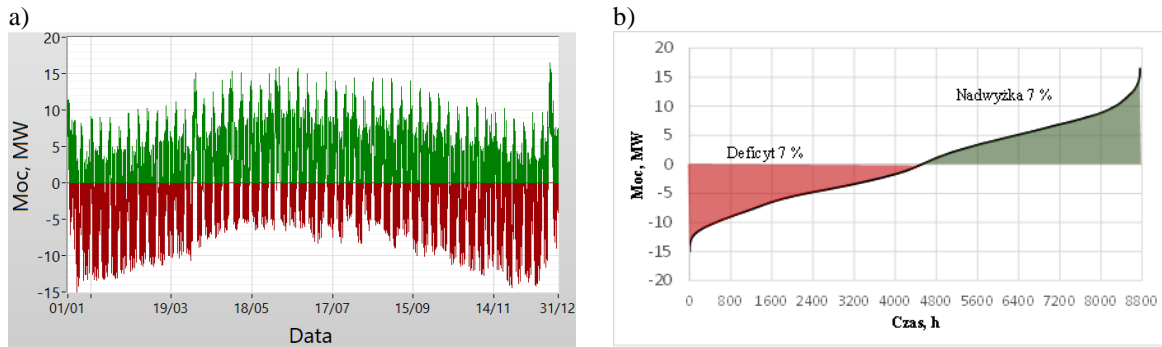 a)
20
15
10
5
0
-5
-10
-15
Moc, MW
01/01 19/03 18/05 17/07 15/09 14/11 31/12
Data
b)
20
15
10
5
0
-5
-10
-15
-20
Moc, MW
Deficyt 7 %
Nadwyżka 7 %
0 800 1600 2400 3200 4000 4800 5600 6400 7200 8000 8800
Czas, h